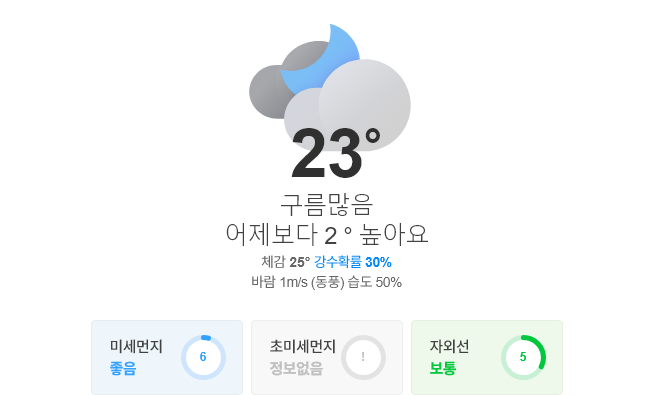 23°
구름많음
어제보다 2 ° 높아요
체감 25° 강수확률 30%
바람 1m/s (동풍) 습도 50%
미세먼지
좋음
6
초미세먼지
정보없음
!
자외선
보통
5